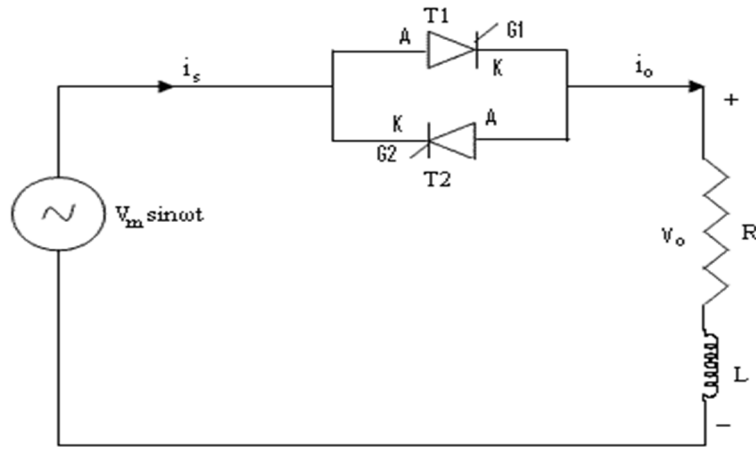 T1
A
G1
K
i_s
i_o
+
K
A
G2
T2
V_m sinωt
V_o
R
L
−